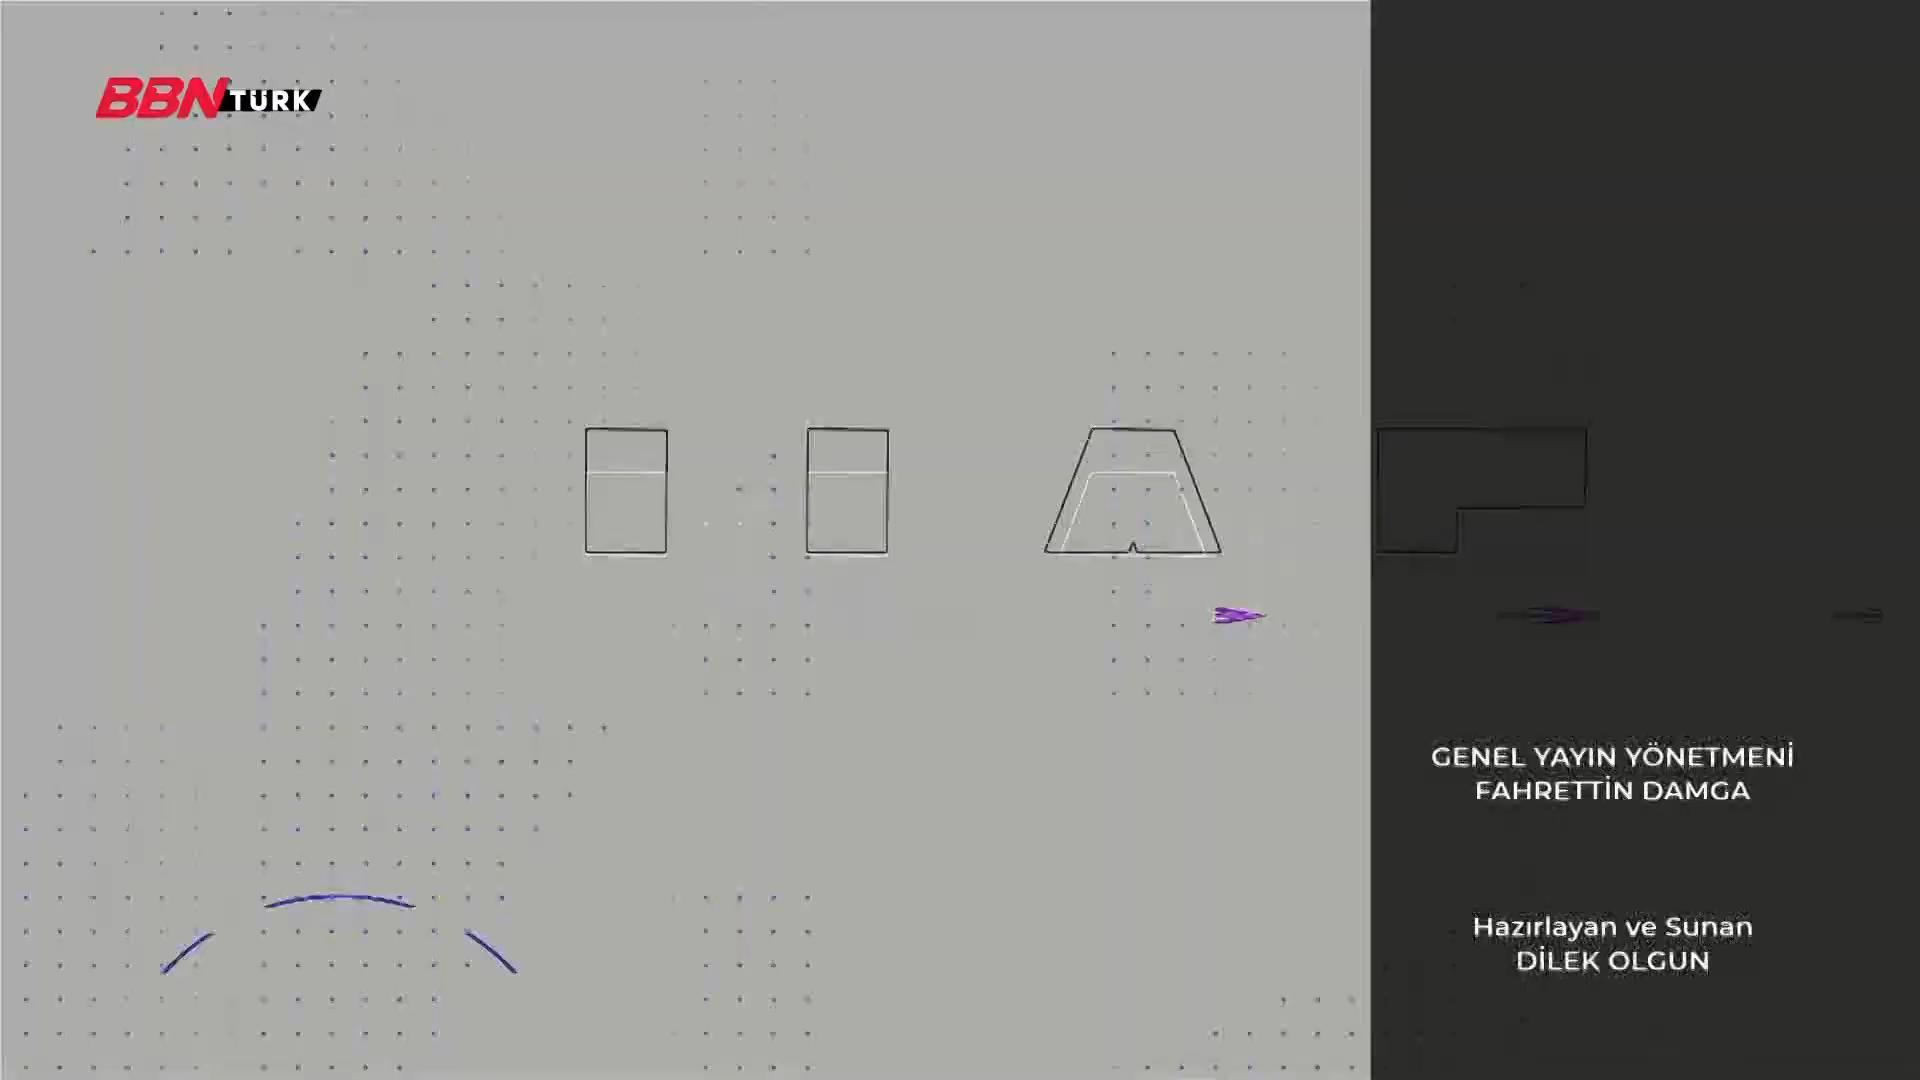 BBN TÜRK
GENEL YAYIN YÖNETMENİ
FAHRETTİN DAMGA
Hazırlayan ve Sunan
DİLEK OLGUN